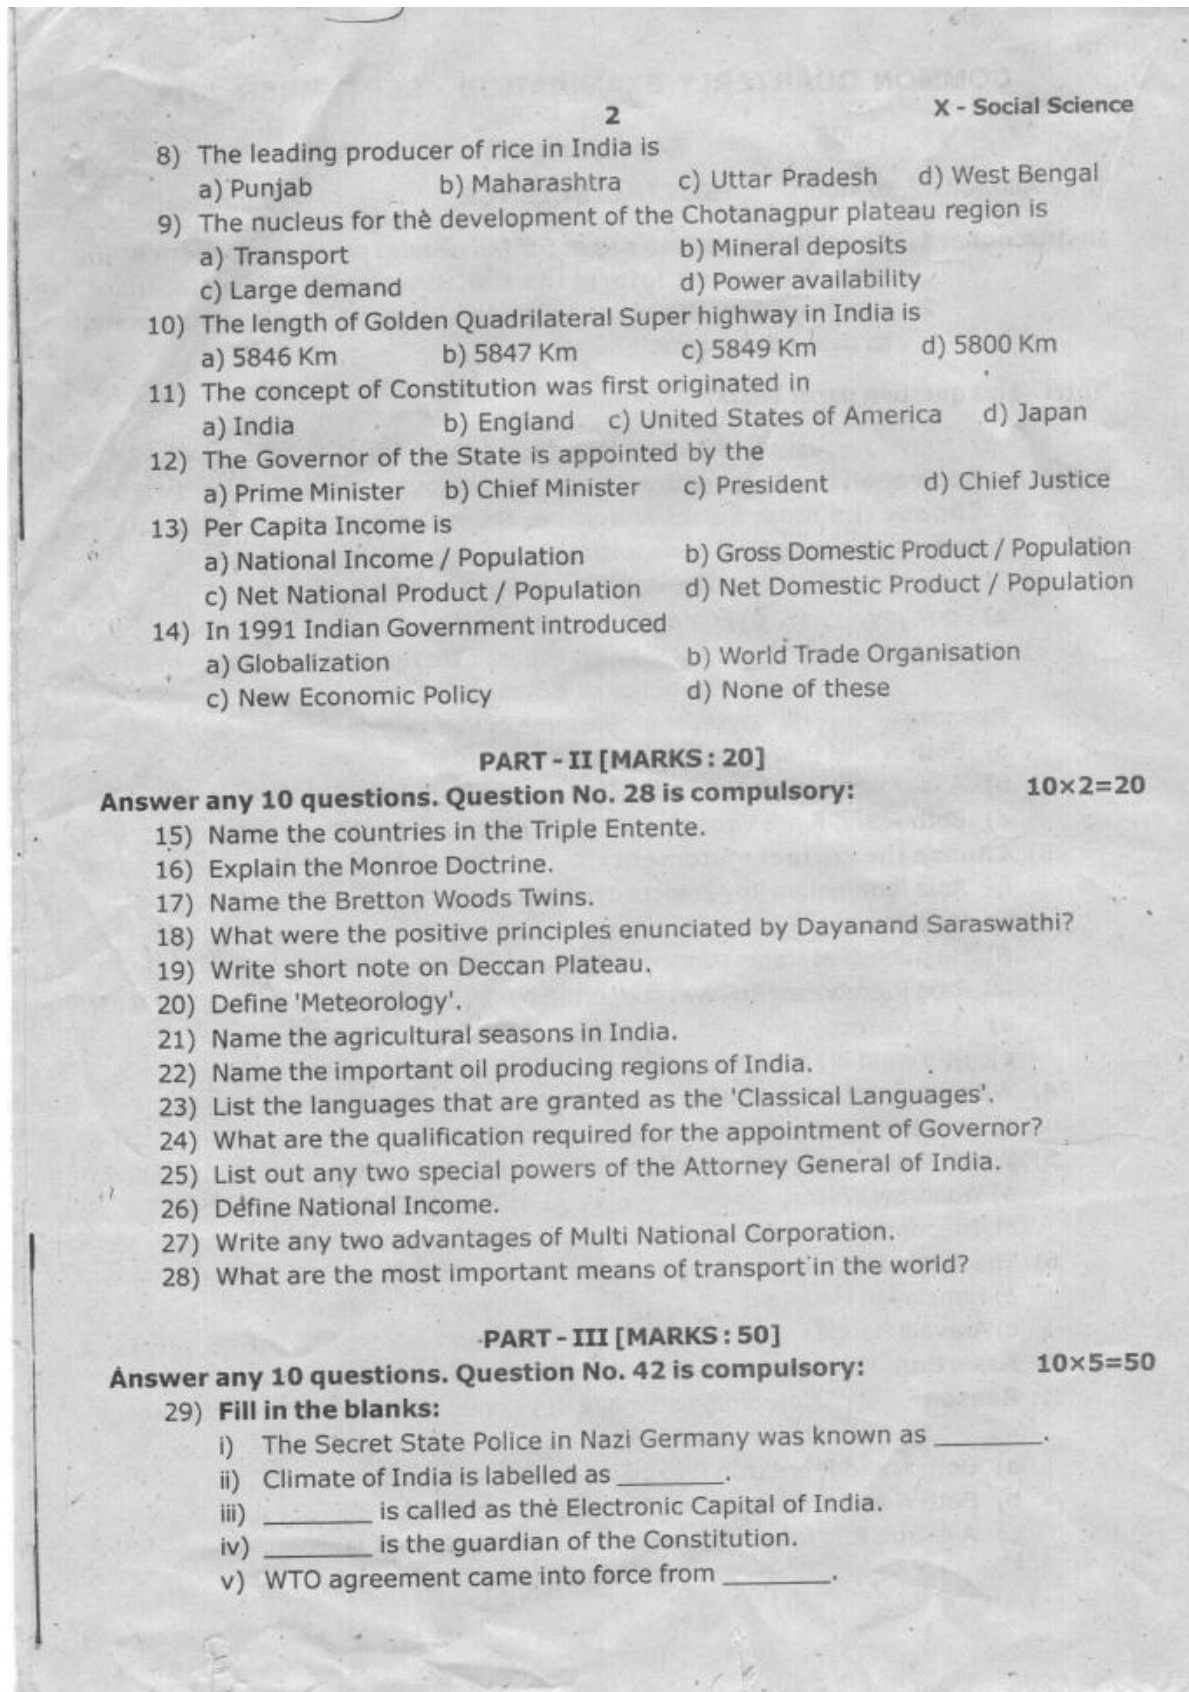 2
X - Social Science
8) The leading producer of rice in India is
a) Punjab b) Maharashtra c) Uttar Pradesh d) West Bengal
9) The nucleus for the development of the Chotanagpur plateau region is
a) Transport b) Mineral deposits
c) Large demand d) Power availability
10) The length of Golden Quadrilateral Super highway in India is
a) 5846 Km b) 5847 Km c) 5849 Km d) 5800 Km
11) The concept of Constitution was first originated in
a) India b) England c) United States of America d) Japan
12) The Governor of the State is appointed by the
a) Prime Minister b) Chief Minister c) President d) Chief Justice
13) Per Capita Income is
a) National Income / Population b) Gross Domestic Product / Population
c) Net National Product / Population d) Net Domestic Product / Population
14) In 1991 Indian Government introduced
a) Globalization b) World Trade Organisation
c) New Economic Policy d) None of these
PART - II [MARKS : 20]
Answer any 10 questions. Question No. 28 is compulsory: 10×2=20
15) Name the countries in the Triple Entente.
16) Explain the Monroe Doctrine.
17) Name the Bretton Woods Twins.
18) What were the positive principles enunciated by Dayanand Saraswathi?
19) Write short note on Deccan Plateau.
20) Define 'Meteorology'.
21) Name the agricultural seasons in India.
22) Name the important oil producing regions of India.
23) List the languages that are granted as the 'Classical Languages'.
24) What are the qualification required for the appointment of Governor?
25) List out any two special powers of the Attorney General of India.
26) Define National Income.
27) Write any two advantages of Multi National Corporation.
28) What are the most important means of transport in the world?
PART - III [MARKS : 50]
Answer any 10 questions. Question No. 42 is compulsory: 10×5=50
29) Fill in the blanks:
i) The Secret State Police in Nazi Germany was known as ________.
ii) Climate of India is labelled as ________.
iii) ________ is called as the Electronic Capital of India.
iv) ________ is the guardian of the Constitution.
v) WTO agreement came into force from ________.